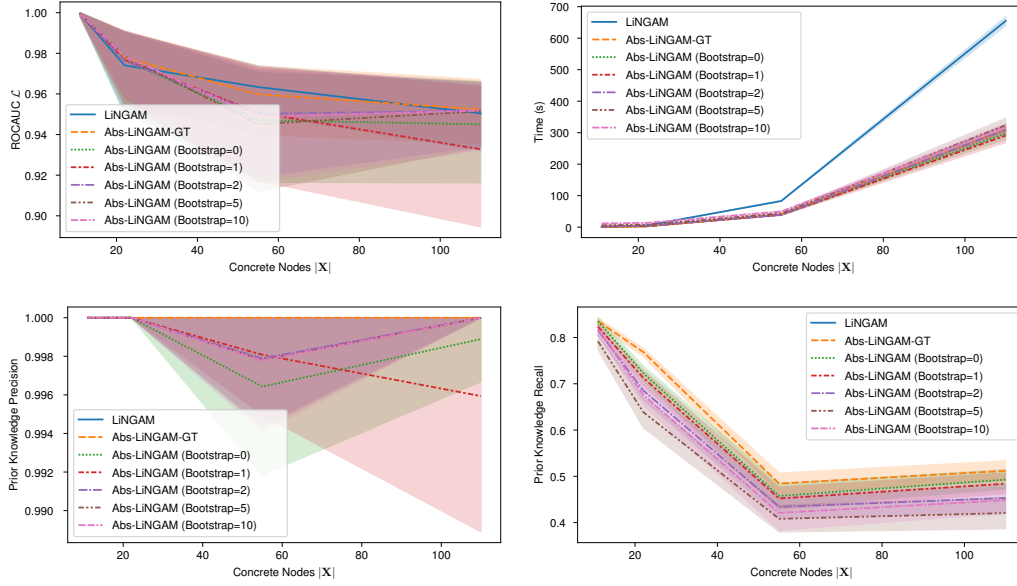 ROCAUC ℒ
1.00
0.98
0.96
0.94
0.92
0.90
LiNGAM
Abs-LiNGAM-GT
Abs-LiNGAM (Bootstrap=0)
Abs-LiNGAM (Bootstrap=1)
Abs-LiNGAM (Bootstrap=2)
Abs-LiNGAM (Bootstrap=5)
Abs-LiNGAM (Bootstrap=10)
20 40 60 80 100
Concrete Nodes |X|
Time (s)
700
600
500
400
300
200
100
0
LiNGAM
Abs-LiNGAM-GT
Abs-LiNGAM (Bootstrap=0)
Abs-LiNGAM (Bootstrap=1)
Abs-LiNGAM (Bootstrap=2)
Abs-LiNGAM (Bootstrap=5)
Abs-LiNGAM (Bootstrap=10)
20 40 60 80 100
Concrete Nodes |X|
Prior Knowledge Precision
1.000
0.998
0.996
0.994
0.992
0.990
LiNGAM
Abs-LiNGAM-GT
Abs-LiNGAM (Bootstrap=0)
Abs-LiNGAM (Bootstrap=1)
Abs-LiNGAM (Bootstrap=2)
Abs-LiNGAM (Bootstrap=5)
Abs-LiNGAM (Bootstrap=10)
20 40 60 80 100
Concrete Nodes |X|
Prior Knowledge Recall
0.8
0.7
0.6
0.5
0.4
LiNGAM
Abs-LiNGAM-GT
Abs-LiNGAM (Bootstrap=0)
Abs-LiNGAM (Bootstrap=1)
Abs-LiNGAM (Bootstrap=2)
Abs-LiNGAM (Bootstrap=5)
Abs-LiNGAM (Bootstrap=10)
20 40 60 80 100
Concrete Nodes |X|